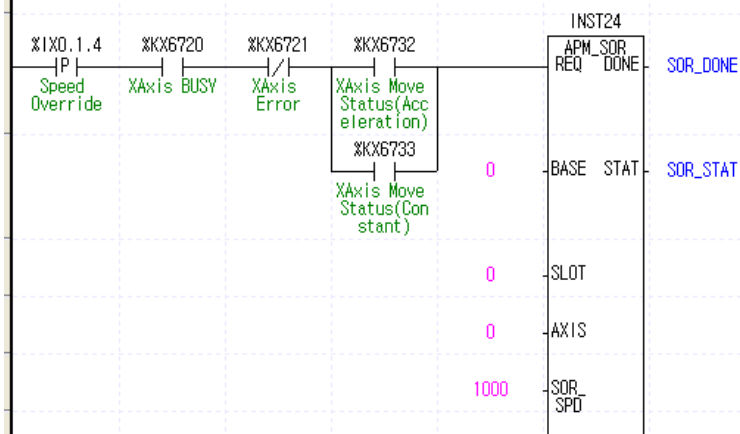 INST24
%IX0.1.4 %KX6720 %KX6721 %KX6732 APM_SOR
P REQ DONE SOR_DONE
Speed XAxis BUSY XAxis XAxis Move
Override Error Status(Acc
eleration)
%KX6733
0 BASE STAT SOR_STAT
XAxis Move
Status(Con
stant)
0 SLOT
0 AXIS
1000 SOR_
SPD